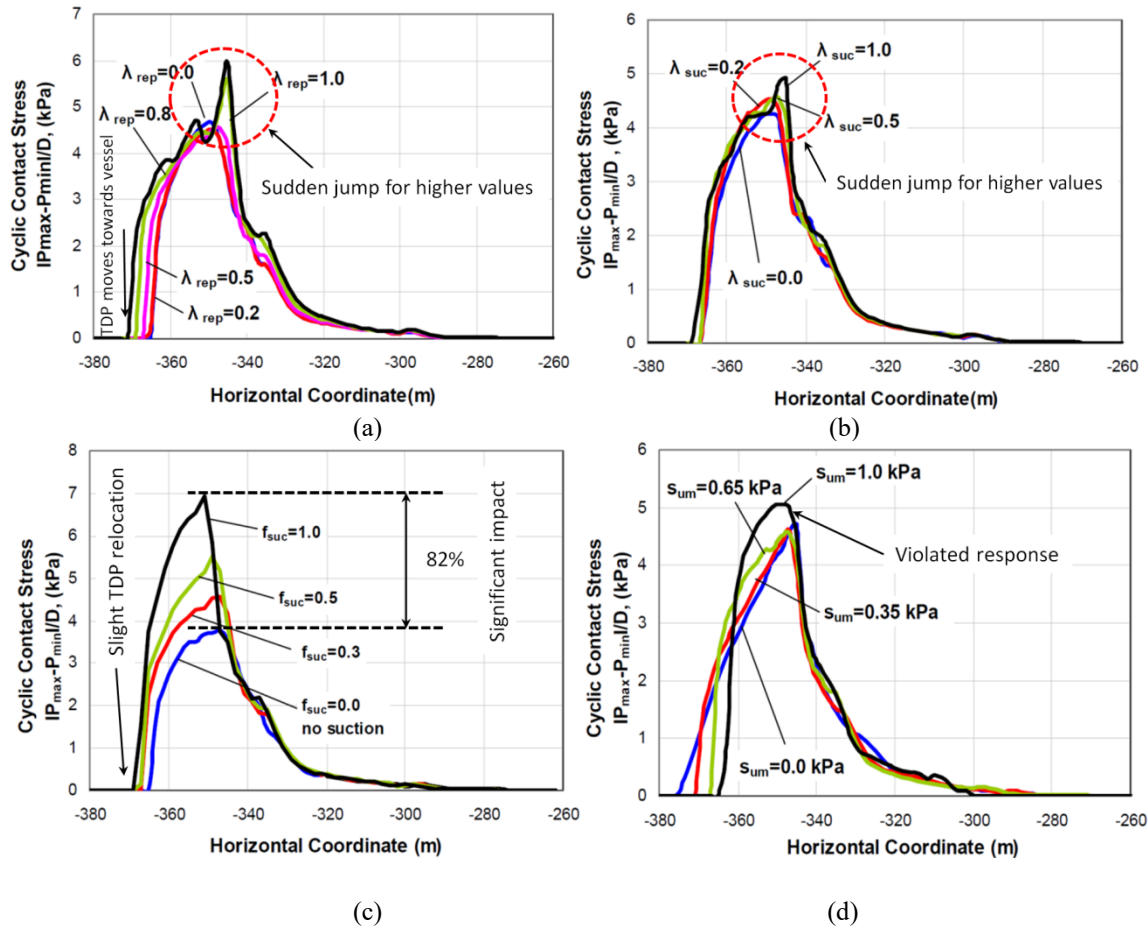 Cyclic Contact Stress
IPmax-PminI/D, (kPa)
7
6
5
4
3
2
1
0
λ rep=0.0
λ rep=1.0
λ rep=0.8
Sudden jump for higher values
TDP moves towards vessel
λ rep=0.5
λ rep=0.2
-380 -360 -340 -320 -300 -280 -260
Horizontal Coordinate(m)
(a)
Cyclic Contact Stress
IPmax-PminI/D , (kPa)
6
5
4
3
2
1
0
λ suc=1.0
λ suc=0.2
λ suc=0.5
Sudden jump for higher values
λ suc=0.0
-380 -360 -340 -320 -300 -280 -260
Horizontal Coordinate(m)
(b)
Cyclic Contact Stress
IPmax-PminI/D, (kPa)
8
7
6
5
4
3
2
1
0
Slight TDP relocation
fsuc=1.0
82%
Significant impact
fsuc=0.5
fsuc=0.3
fsuc=0.0
no suction
-380 -360 -340 -320 -300 -280 -260
Horizontal Coordinate (m)
(c)
Cyclic Contact Stress
IPmax-PminI/D, (kPa)
6
5
4
3
2
1
0
sum=1.0 kPa
sum=0.65 kPa
Violated response
sum=0.35 kPa
sum=0.0 kPa
-380 -360 -340 -320 -300 -280 -260
Horizontal Coordinate (m)
(d)